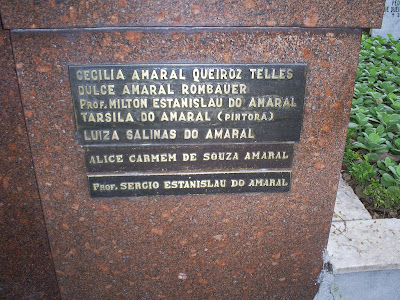 CECILIA AMARAL QUEIROZ TELLES
DULCE AMARAL ROMBAUER
PROF. MILTON ESTANISLAU DO AMARAL
TARSILA DO AMARAL (PINTORA)
LUIZA SALINAS DO AMARAL
ALICE CARMEM DE SOUZA AMARAL
PROF. SERGIO ESTANISLAU DO AMARAL